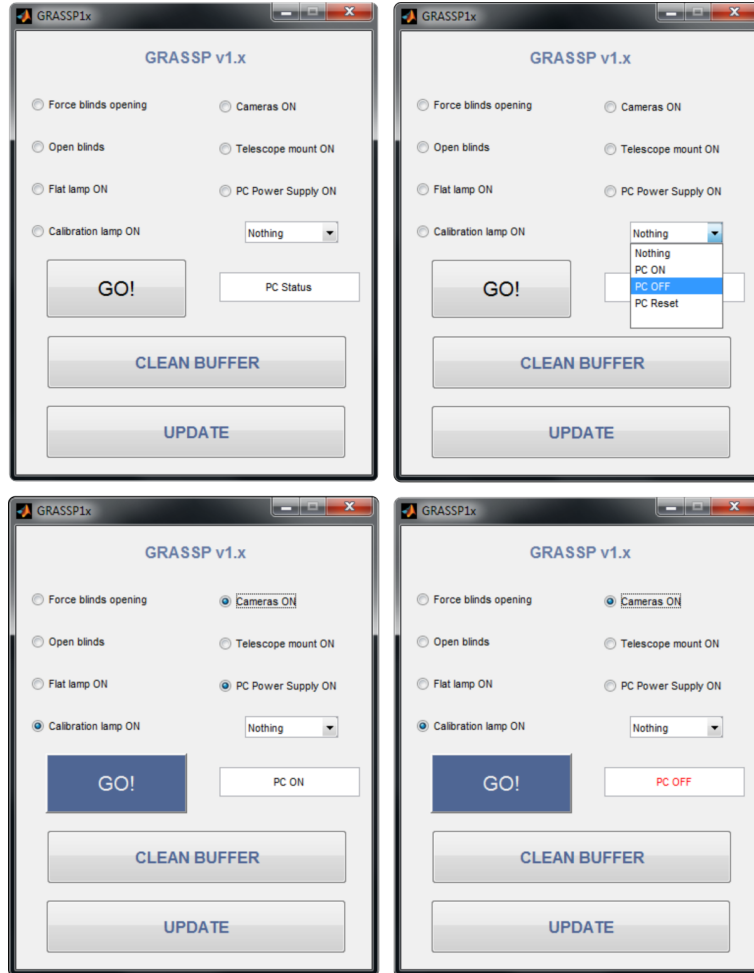 GRASSP1x
GRASSP v1.x
Force blinds opening
Cameras ON
Open blinds
Telescope mount ON
Flat lamp ON
PC Power Supply ON
Calibration lamp ON
Nothing
GO!
PC Status
CLEAN BUFFER
UPDATE
GRASSP1x
GRASSP v1.x
Force blinds opening
Cameras ON
Open blinds
Telescope mount ON
Flat lamp ON
PC Power Supply ON
Calibration lamp ON
Nothing
Nothing
PC ON
PC OFF
PC Reset
GO!
CLEAN BUFFER
UPDATE
GRASSP1x
GRASSP v1.x
Force blinds opening
Cameras ON
Open blinds
Telescope mount ON
Flat lamp ON
PC Power Supply ON
Calibration lamp ON
Nothing
GO!
PC ON
CLEAN BUFFER
UPDATE
GRASSP1x
GRASSP v1.x
Force blinds opening
Cameras ON
Open blinds
Telescope mount ON
Flat lamp ON
PC Power Supply ON
Calibration lamp ON
Nothing
GO!
PC OFF
CLEAN BUFFER
UPDATE